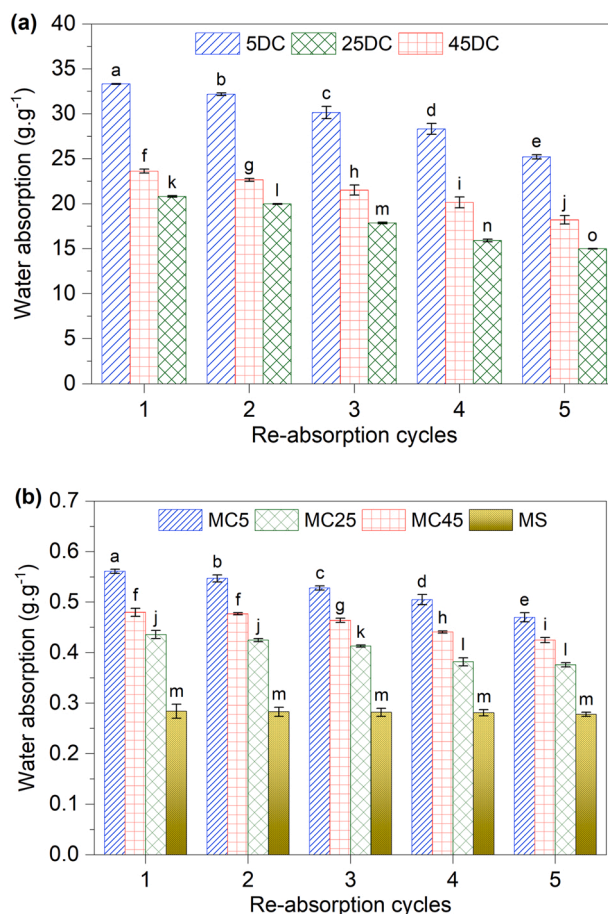 (a)
5DC 25DC 45DC
Water absorption (g.g-1)
40
35
30
25
20
15
10
5
0
a b c d e
f g h i j
k l m n o
1 2 3 4 5
Re-absorption cycles
(b)
MC5 MC25 MC45 MS
Water absorption (g.g-1)
0.7
0.6
0.5
0.4
0.3
0.2
0.1
0.0
a b c d e
f f g h i
j j k l l
m m m m m
1 2 3 4 5
Re-absorption cycles